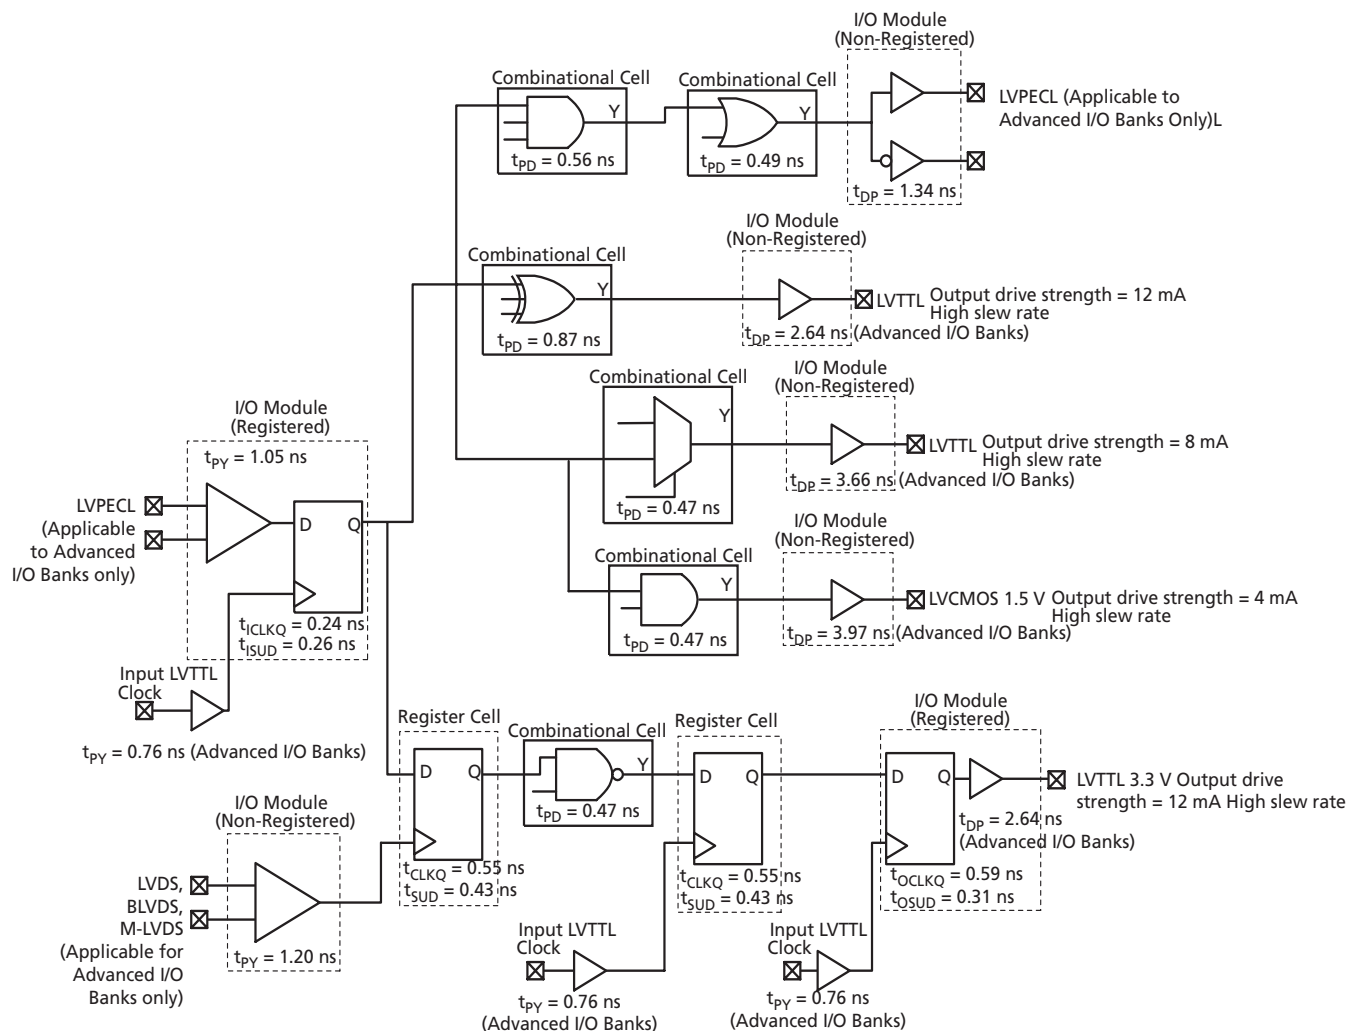 I/O Module
(Non-Registered)
Combinational Cell
Y
tPD = 0.56 ns
Combinational Cell
Y
tPD = 0.49 ns
tDP = 1.34 ns
LVPECL (Applicable to
Advanced I/O Banks Only)L
I/O Module
(Non-Registered)
Combinational Cell
Y
tPD = 0.87 ns
tDP = 2.64 ns (Advanced I/O Banks)
LVTTL Output drive strength = 12 mA
High slew rate
I/O Module
(Non-Registered)
Combinational Cell
Y
tPD = 0.47 ns
tDP = 3.66 ns (Advanced I/O Banks)
LVTTL Output drive strength = 8 mA
High slew rate
I/O Module
(Non-Registered)
Combinational Cell
Y
tPD = 0.47 ns
tDP = 3.97 ns (Advanced I/O Banks)
LVCMOS 1.5 V Output drive strength = 4 mA
High slew rate
I/O Module
(Registered)
tPY = 1.05 ns
LVPECL
(Applicable
to Advanced
I/O Banks only)
D Q
tICLKQ = 0.24 ns
tISUD = 0.26 ns
Input LVTTL
Clock
tPY = 0.76 ns (Advanced I/O Banks)
Register Cell
D Q
tCLKQ = 0.55 ns
tSUD = 0.43 ns
Combinational Cell
Y
tPD = 0.47 ns
Register Cell
D Q
tCLKQ = 0.55 ns
tSUD = 0.43 ns
I/O Module
(Registered)
D Q
tDP = 2.64 ns
(Advanced I/O Banks)
tOCLKQ = 0.59 ns
tOSUD = 0.31 ns
LVTTL 3.3 V Output drive
strength = 12 mA High slew rate
I/O Module
(Non-Registered)
LVDS,
BLVDS,
M-LVDS
(Applicable for
Advanced I/O
Banks only)
tPY = 1.20 ns
Input LVTTL
Clock
tPY = 0.76 ns
(Advanced I/O Banks)
Input LVTTL
Clock
tPY = 0.76 ns
(Advanced I/O Banks)